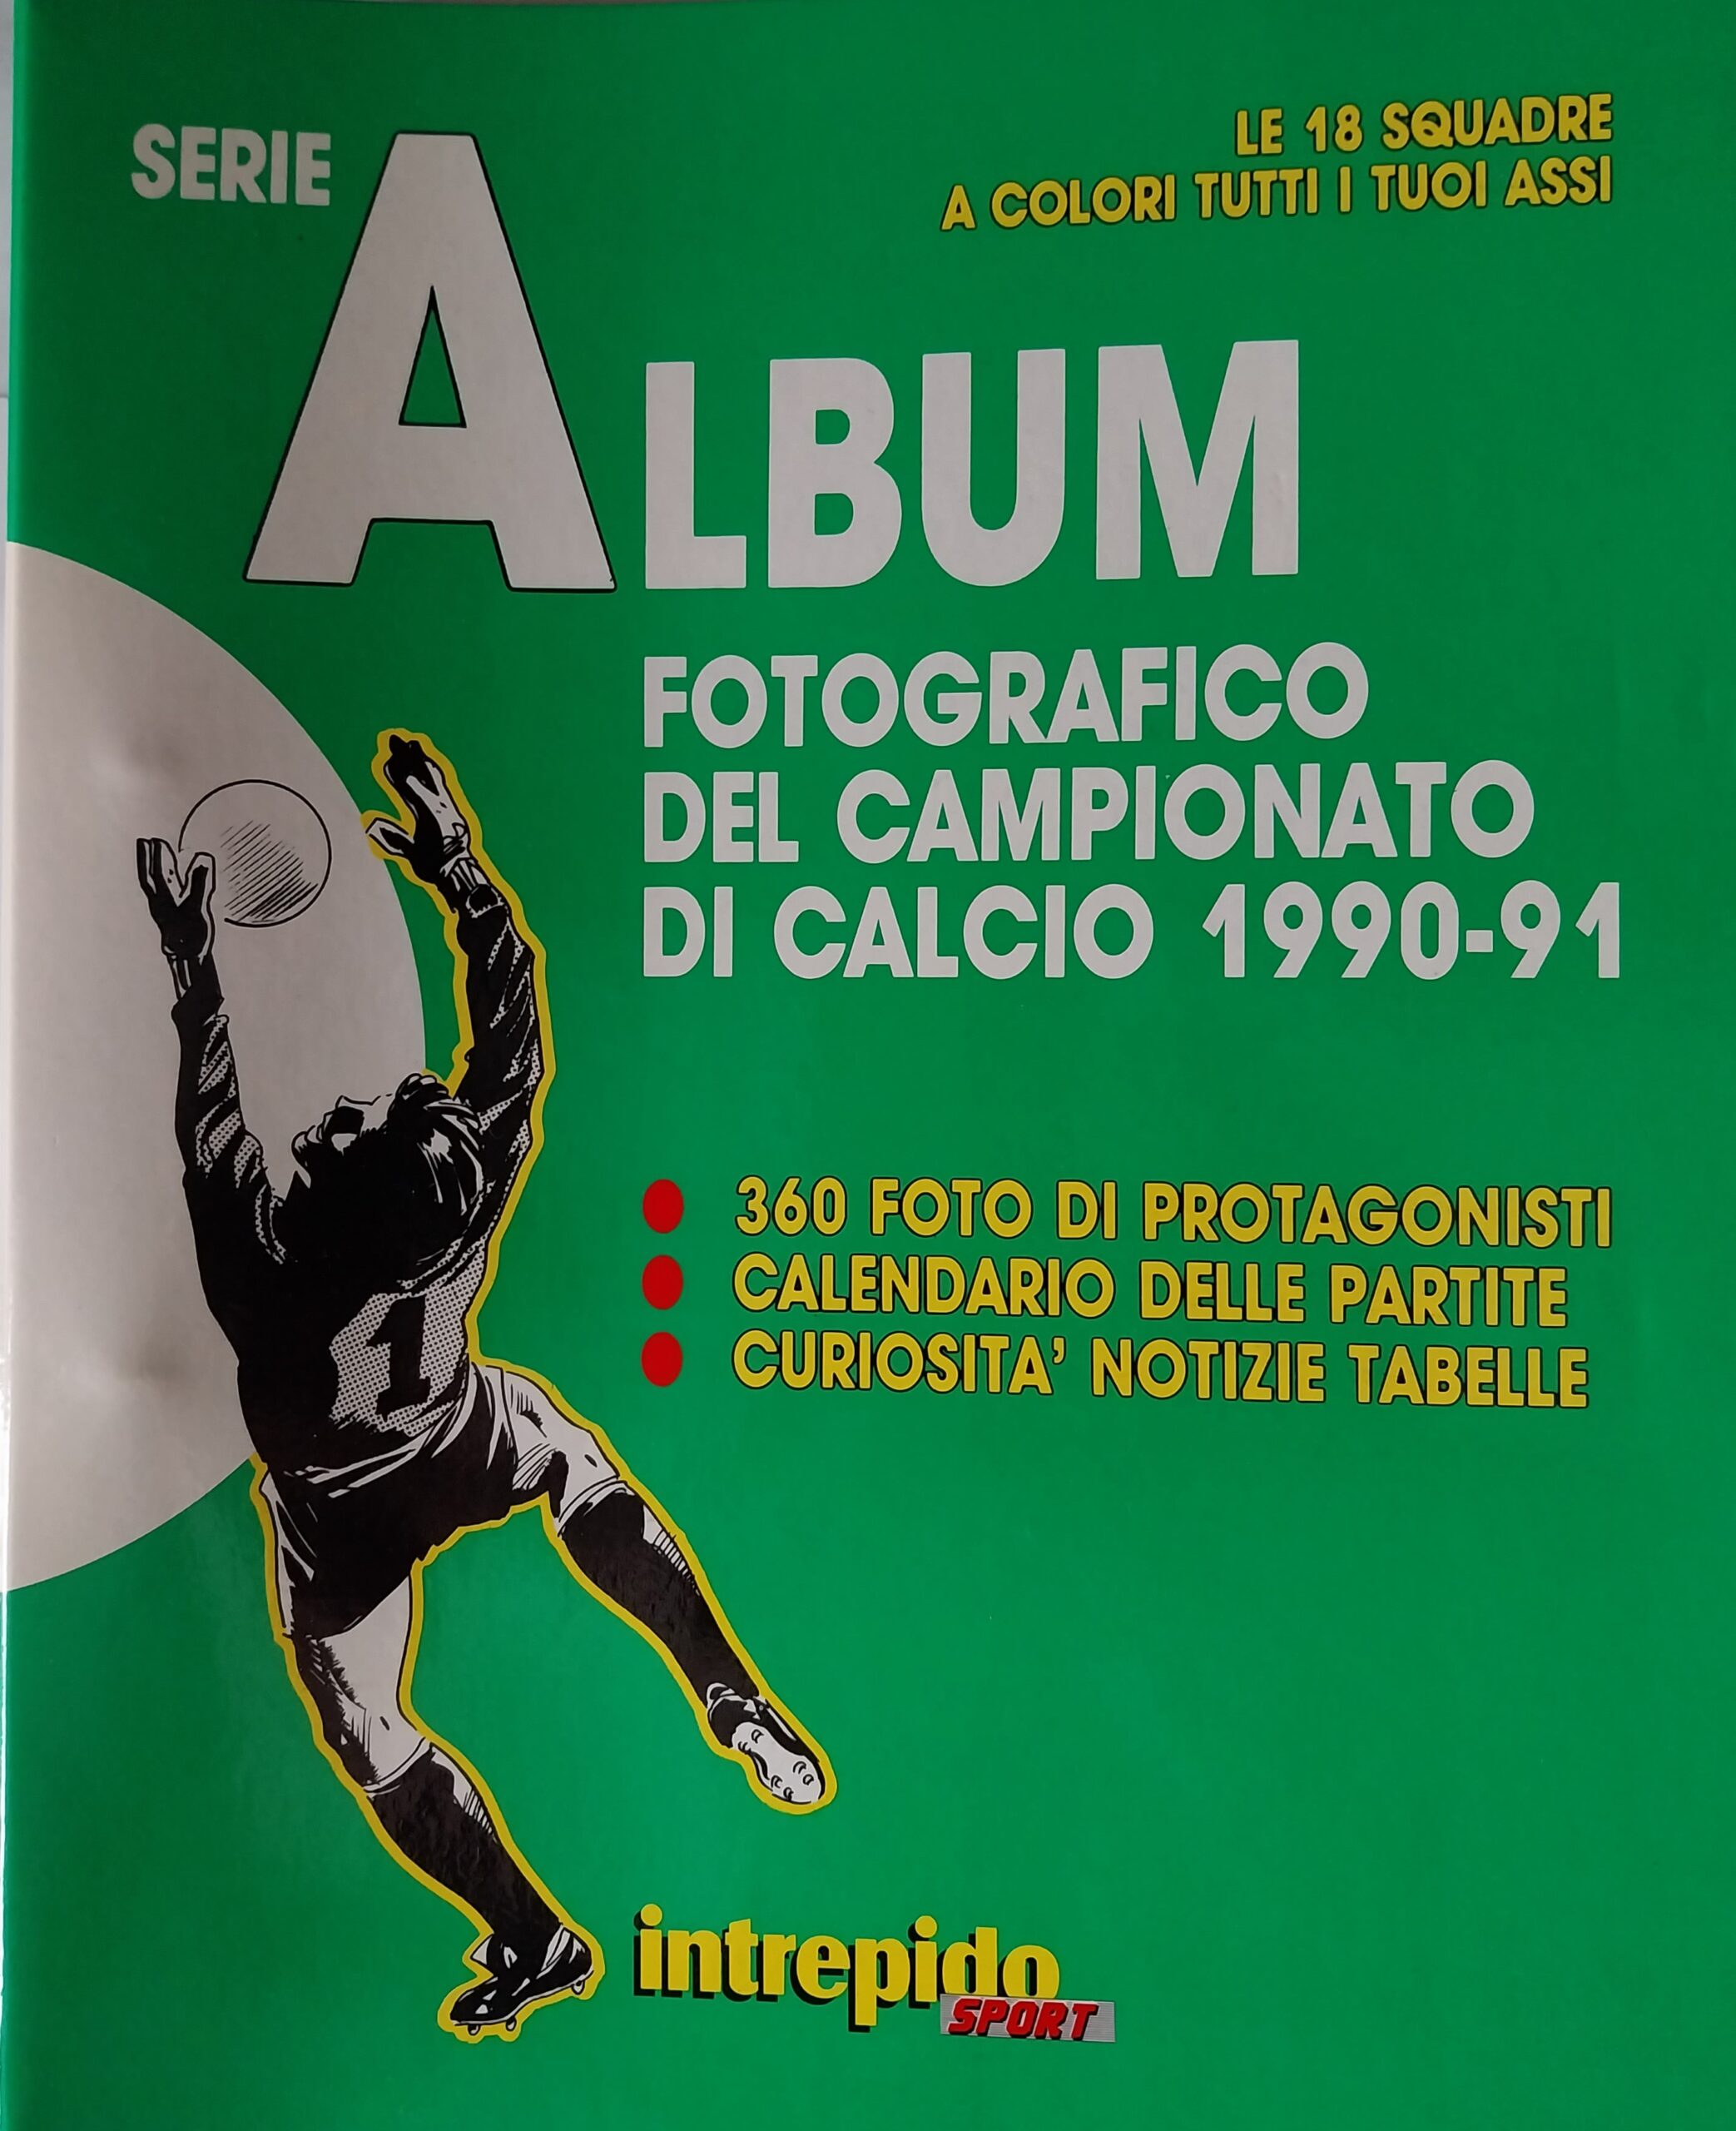 SERIE
LE 18 SQUADRE
A COLORI TUTTI I TUOI ASSI
ALBUM
FOTOGRAFICO
DEL CAMPIONATO
DI CALCIO 1990-91
360 FOTO DI PROTAGONISTI
CALENDARIO DELLE PARTITE
CURIOSITA' NOTIZIE TABELLE
1
intrepido
SPORT